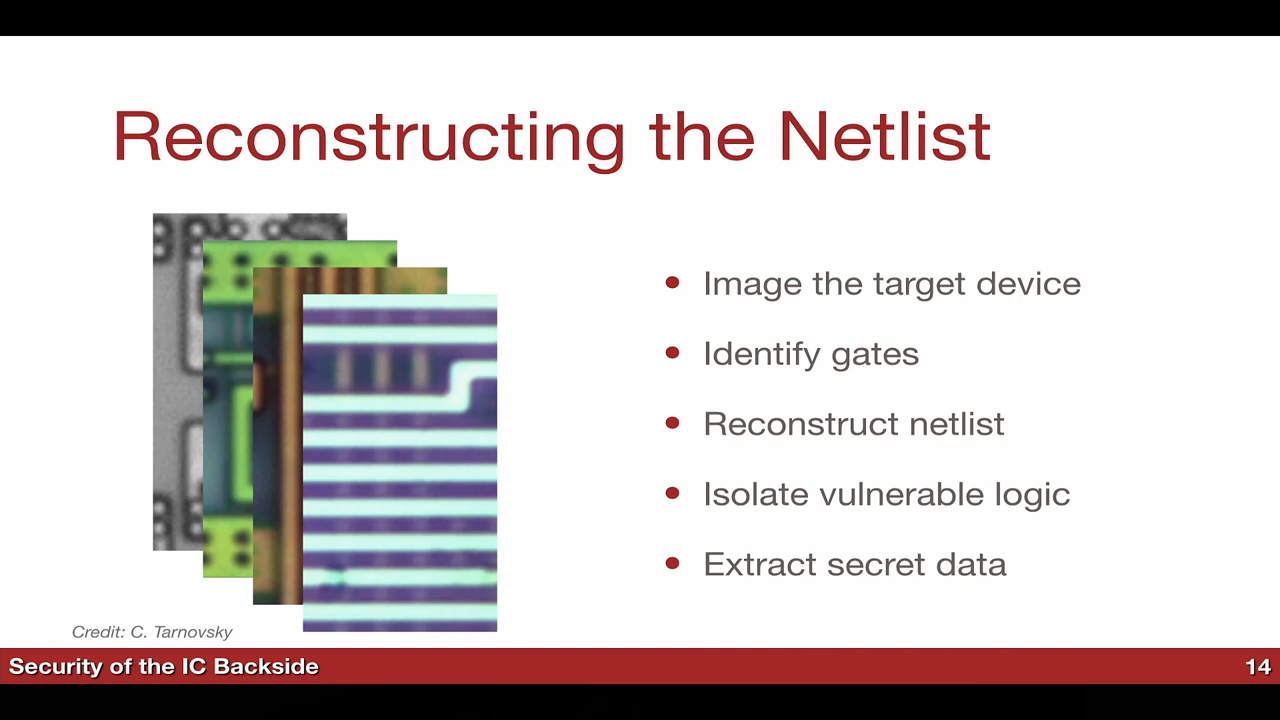 Reconstructing the Netlist
• Image the target device
• Identify gates
• Reconstruct netlist
• Isolate vulnerable logic
• Extract secret data
Credit: C. Tarnovsky
Security of the IC Backside
14